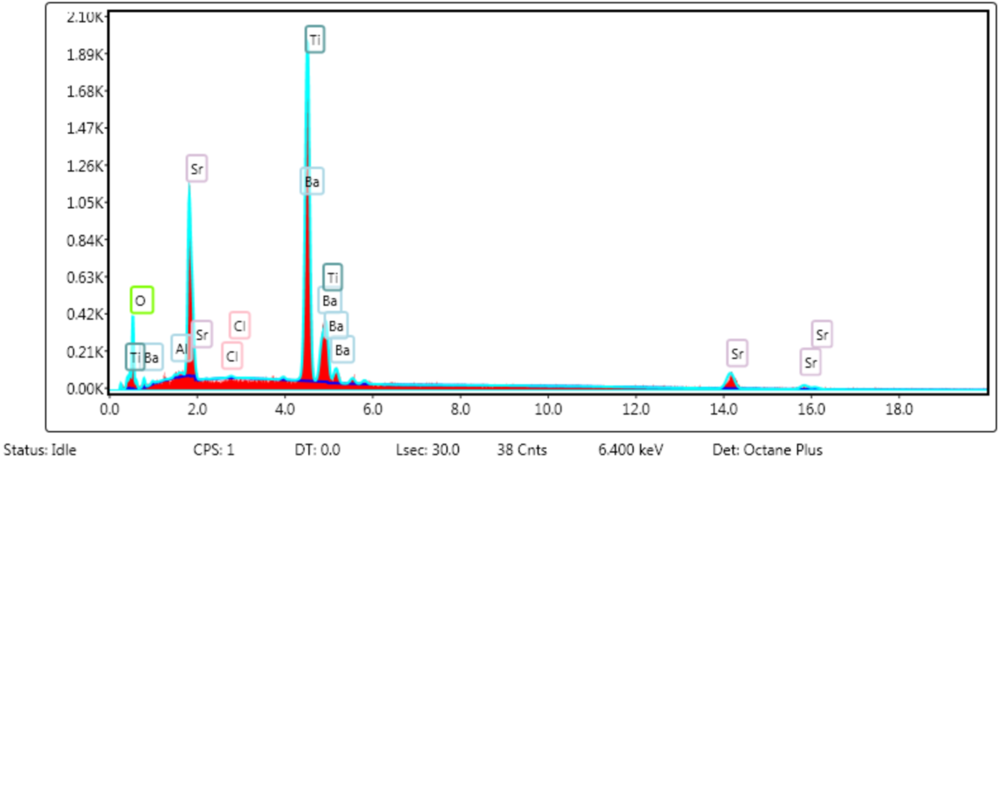 2.10K
1.89K
1.68K
1.47K
1.26K
1.05K
0.84K
0.63K
0.42K
0.21K
0.00K
Ti
Sr
Ba
Ti
O
Ba
Cl
Ba
Sr
Al
Ba
Cl
Ti
Ba
Sr
Sr
Sr
0.0 2.0 4.0 6.0 8.0 10.0 12.0 14.0 16.0 18.0
Status: Idle CPS: 1 DT: 0.0 Lsec: 30.0 38 Cnts 6.400 keV Det: Octane Plus